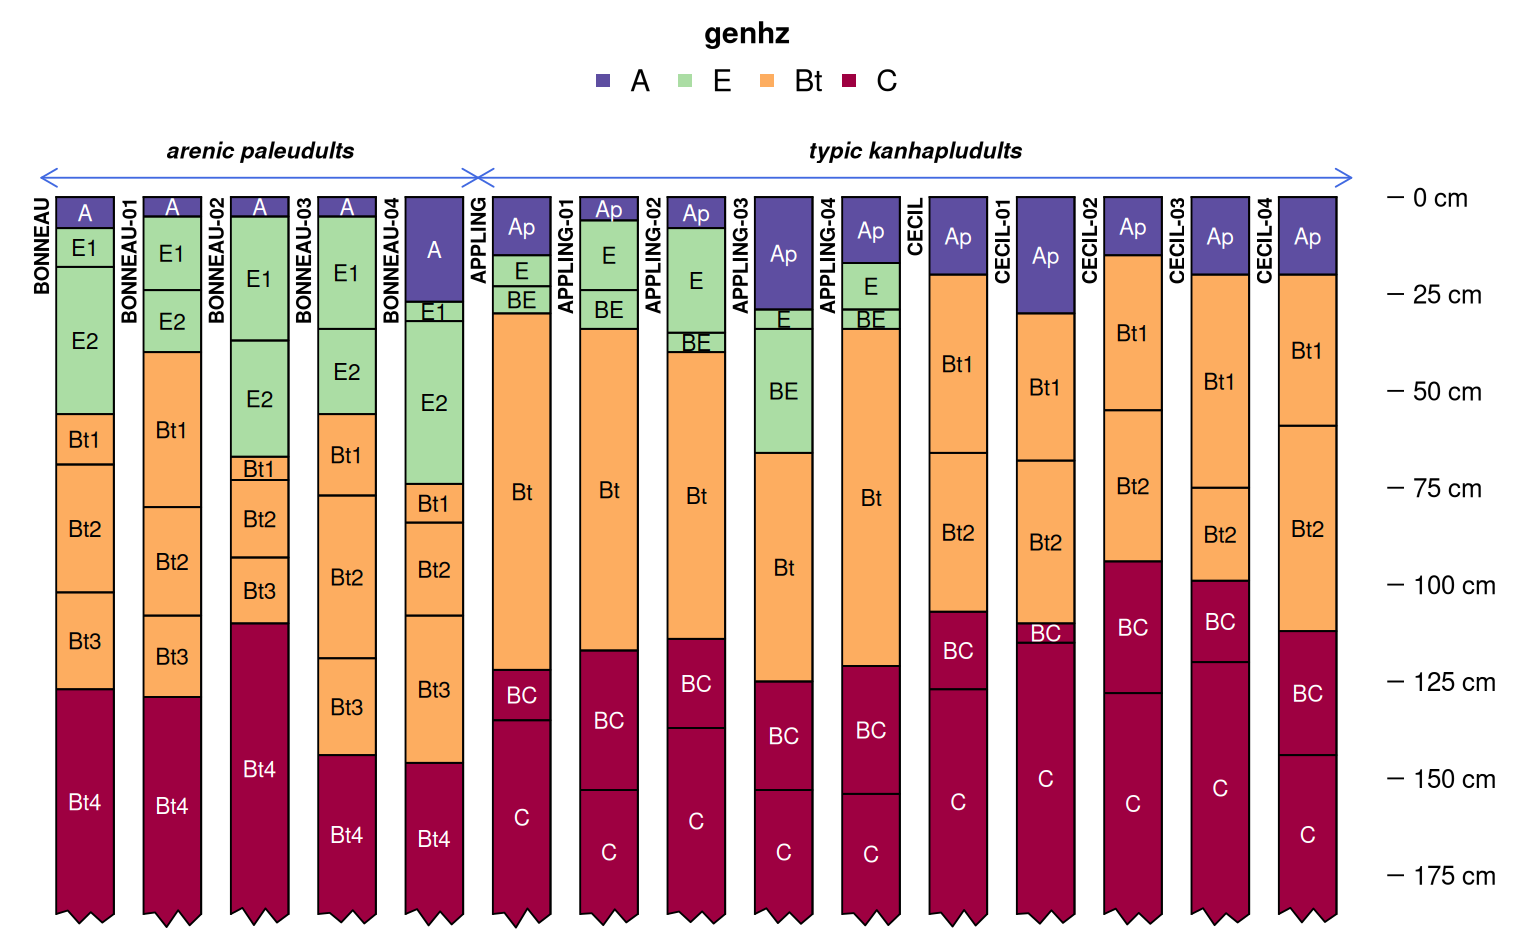 genhz
A E Bt C
arenic paleudults typic kanhapludults
BONNEAU
A
E1
E2
Bt1
Bt2
Bt3
Bt4
BONNEAU-01
A
E1
E2
Bt1
Bt2
Bt3
Bt4
BONNEAU-02
A
E1
E2
Bt1
Bt2
Bt3
Bt4
BONNEAU-03
A
E1
E2
Bt1
Bt2
Bt3
Bt4
BONNEAU-04
A
E1
E2
Bt1
Bt2
Bt3
Bt4
APPLING
Ap
E
BE
Bt
BC
C
APPLING-01
Ap
E
BE
Bt
BC
C
APPLING-02
Ap
E
BE
Bt
BC
C
APPLING-03
Ap
E
BE
Bt
BC
C
APPLING-04
Ap
E
BE
Bt
BC
C
CECIL
Ap
Bt1
Bt2
BC
C
CECIL-01
Ap
Bt1
Bt2
BC
C
CECIL-02
Ap
Bt1
Bt2
BC
C
CECIL-03
Ap
Bt1
Bt2
BC
C
CECIL-04
Ap
Bt1
Bt2
BC
C
0 cm
25 cm
50 cm
75 cm
100 cm
125 cm
150 cm
175 cm